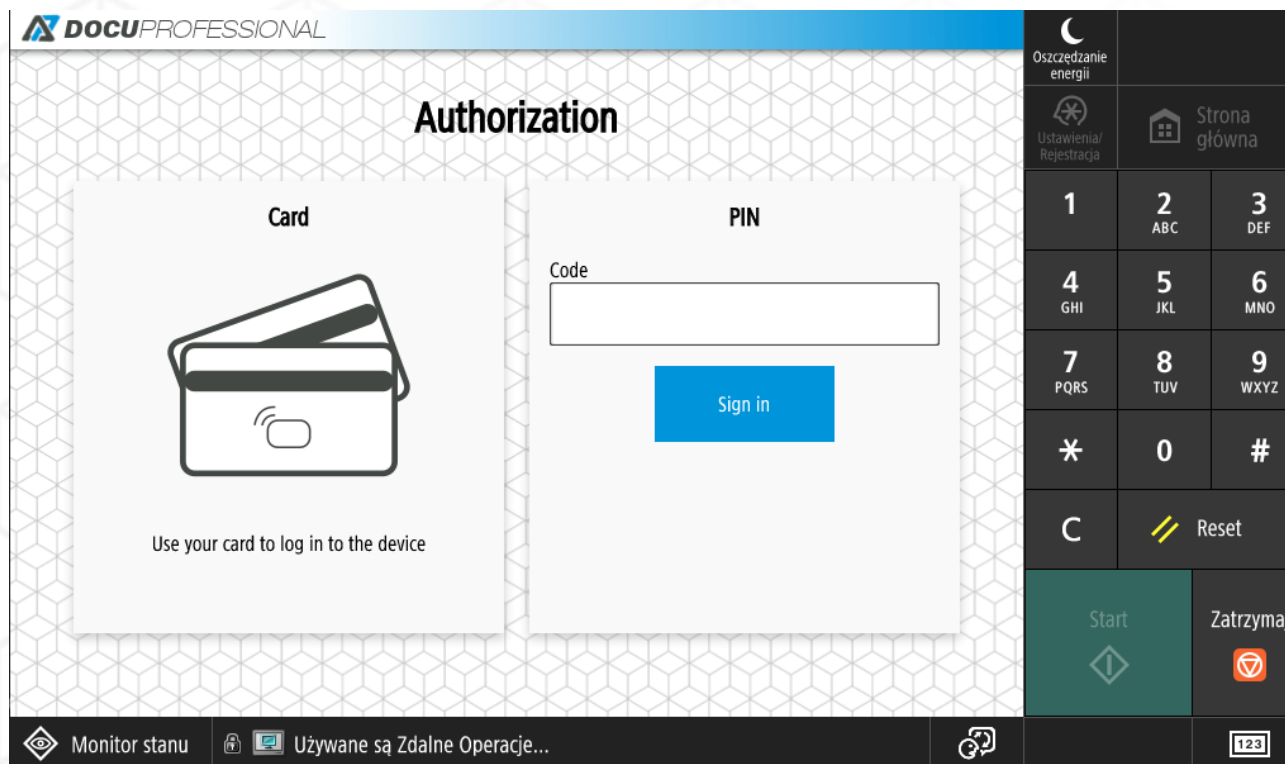 DOCUPROFESSIONAL
Authorization
Card
Use your card to log in to the device
PIN
Code
Sign in
Oszczędzanie
energii
Ustawienia/
Rejestracja
Strona
główna
1
2
ABC
3
DEF
4
GHI
5
JKL
6
MNO
7
PQRS
8
TUV
9
WXYZ
*
0
#
C
Reset
Start
Zatrzyma
Monitor stanu
Używane są Zdalne Operacje...
123